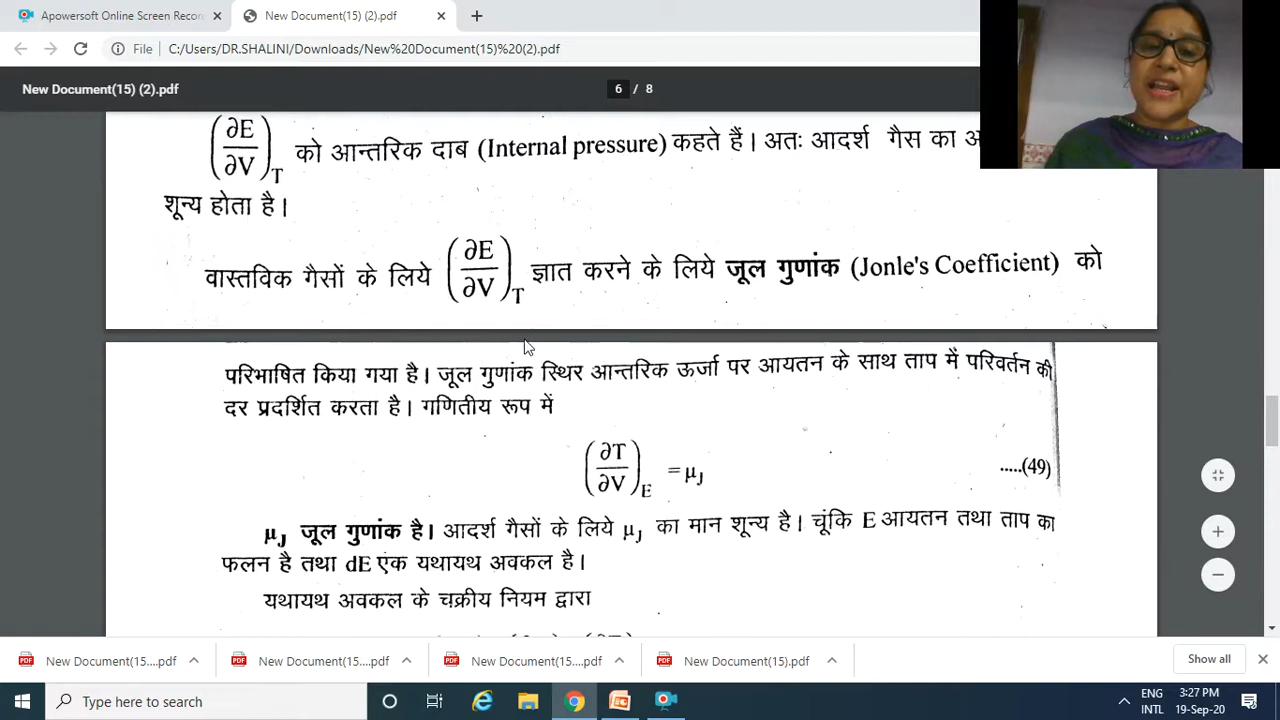 Apowersoft Online Screen Recor
New Document(15) (2).pdf
File C:/Users/DR.SHALINI/Downloads/New%20Document(15)%20(2).pdf
New Document(15) (2).pdf
6 / 8
(∂E/∂V)T को आन्तरिक दाब (Internal pressure) कहते हैं। अतः आदर्श गैस का
शून्य होता है।
वास्तविक गैसों के लिये (∂E/∂V)T ज्ञात करने के लिये जूल गुणांक (Jonle's Coefficient) को
परिभाषित किया गया है। जूल गुणांक स्थिर आन्तरिक ऊर्जा पर आयतन के साथ ताप में परिवर्तन की
दर प्रदर्शित करता है। गणितीय रूप में
(∂T/∂V)E = μJ .....(49)
μJ जूल गुणांक है। आदर्श गैसों के लिये μJ का मान शून्य है। चूंकि E आयतन तथा ताप का
फलन है तथा dE एक यथायथ अवकल है।
यथायथ अवकल के चक्रीय नियम द्वारा
New Document(15....pdf
New Document(15....pdf
New Document(15....pdf
New Document(15).pdf
Show all
Type here to search
ENG
INTL
3:27 PM
19-Sep-20